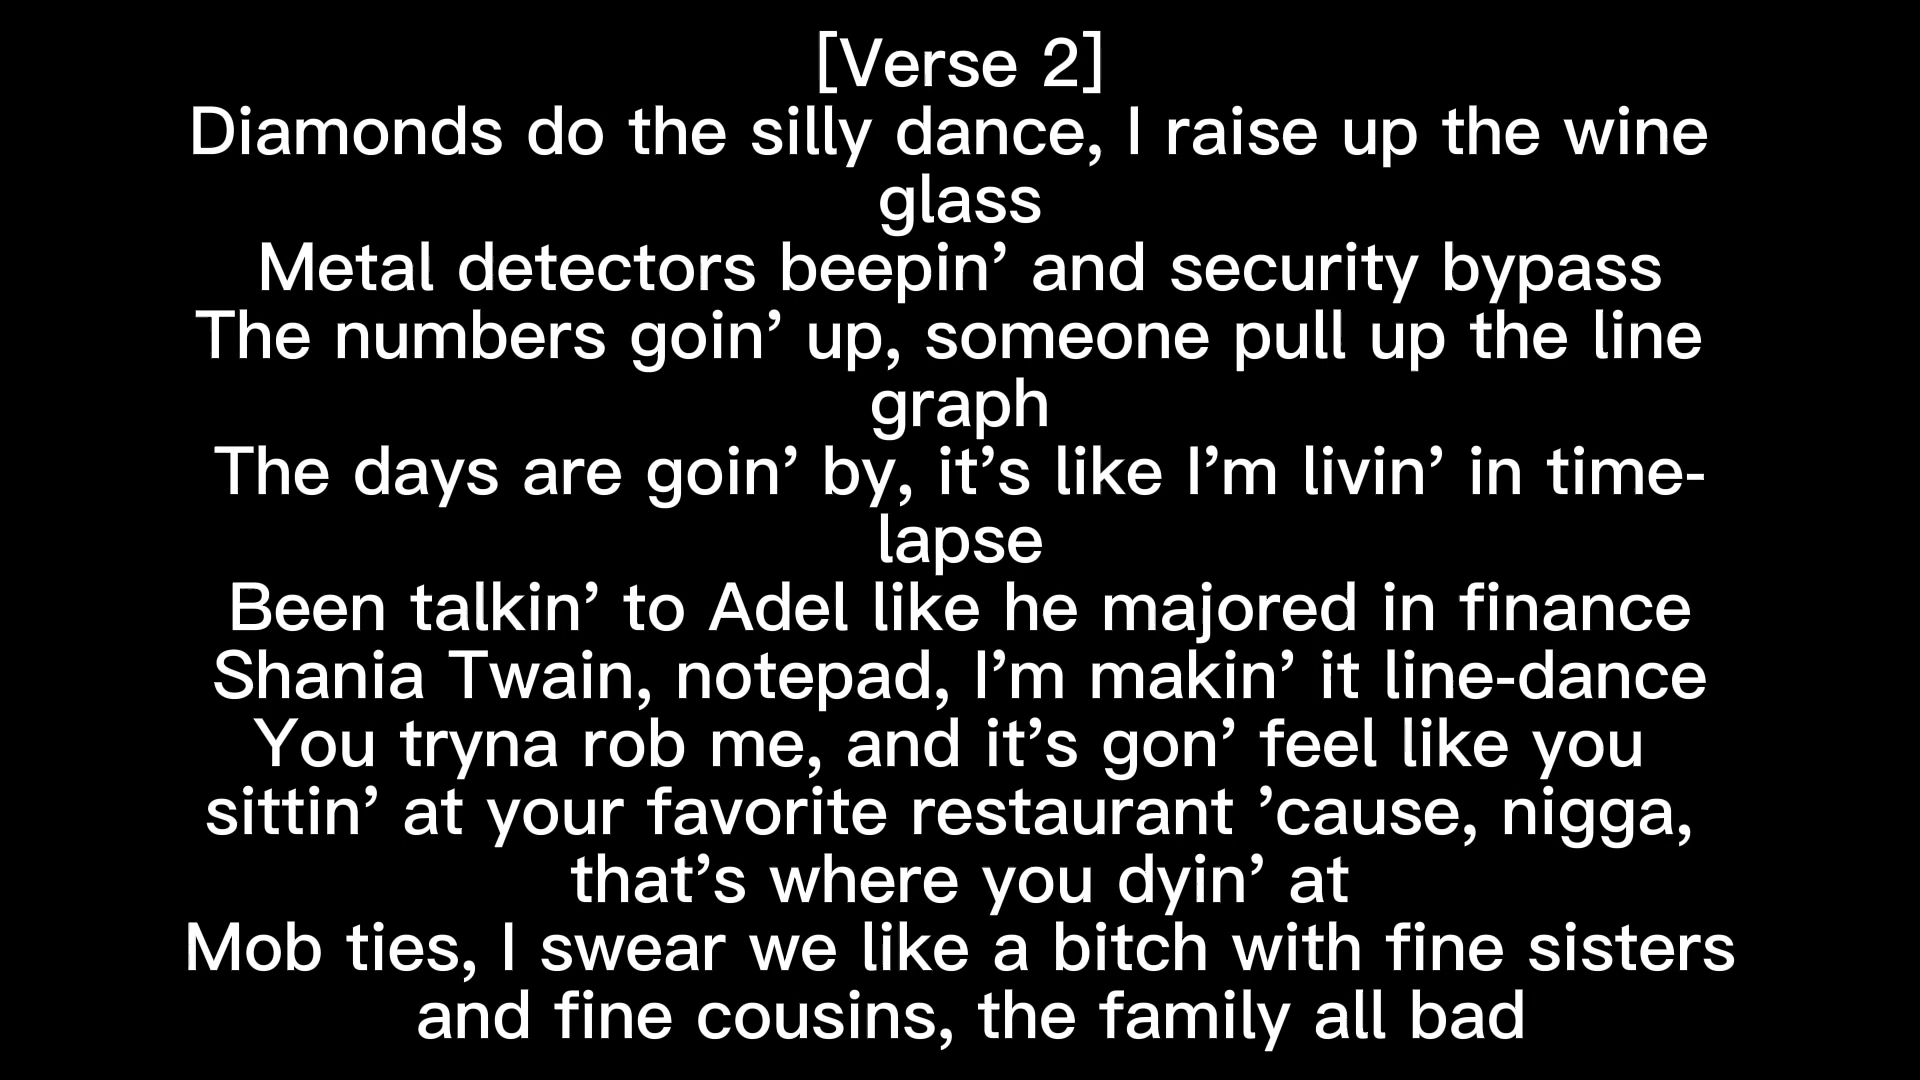 [Verse 2]
Diamonds do the silly dance, I raise up the wine
glass
Metal detectors beepin’ and security bypass
The numbers goin’ up, someone pull up the line
graph
The days are goin’ by, it’s like I’m livin’ in time-
lapse
Been talkin’ to Adel like he majored in finance
Shania Twain, notepad, I’m makin’ it line-dance
You tryna rob me, and it’s gon’ feel like you
sittin’ at your favorite restaurant ’cause, nigga,
that’s where you dyin’ at
Mob ties, I swear we like a bitch with fine sisters
and fine cousins, the family all bad